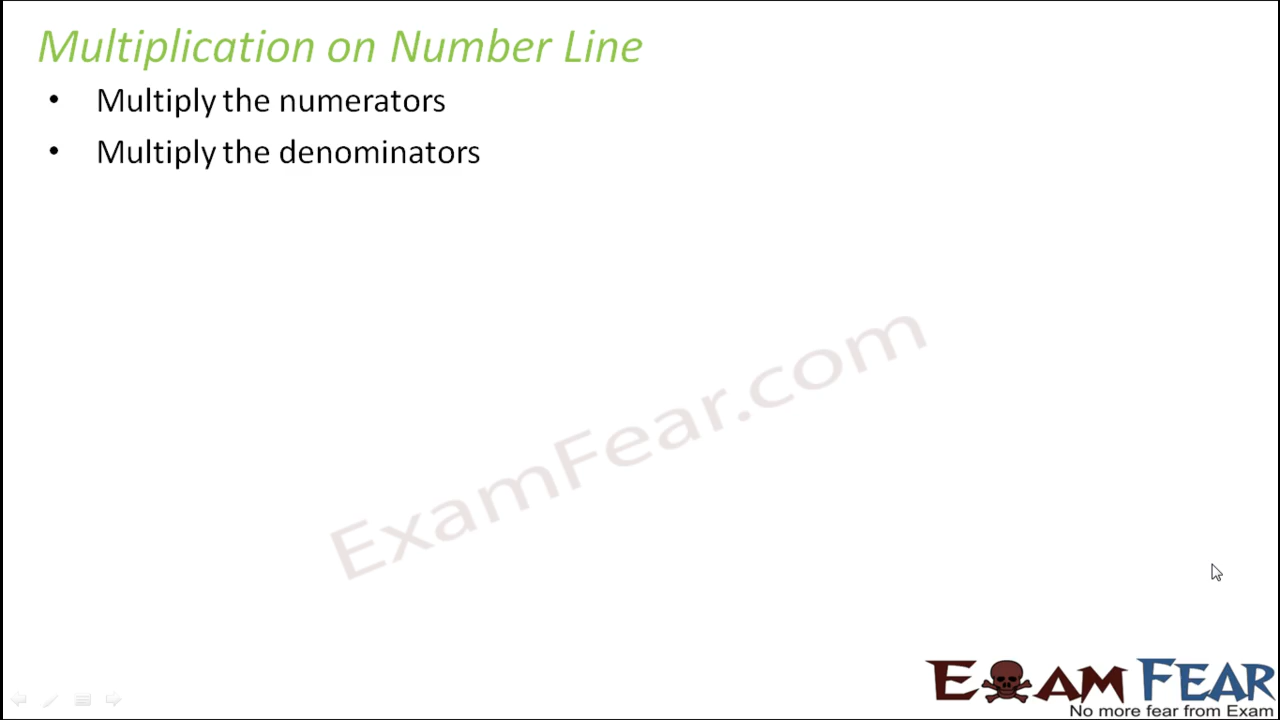 Multiplication on Number Line
• Multiply the numerators
• Multiply the denominators
ExamFear.com
EXAM FEAR
No more fear from Exam